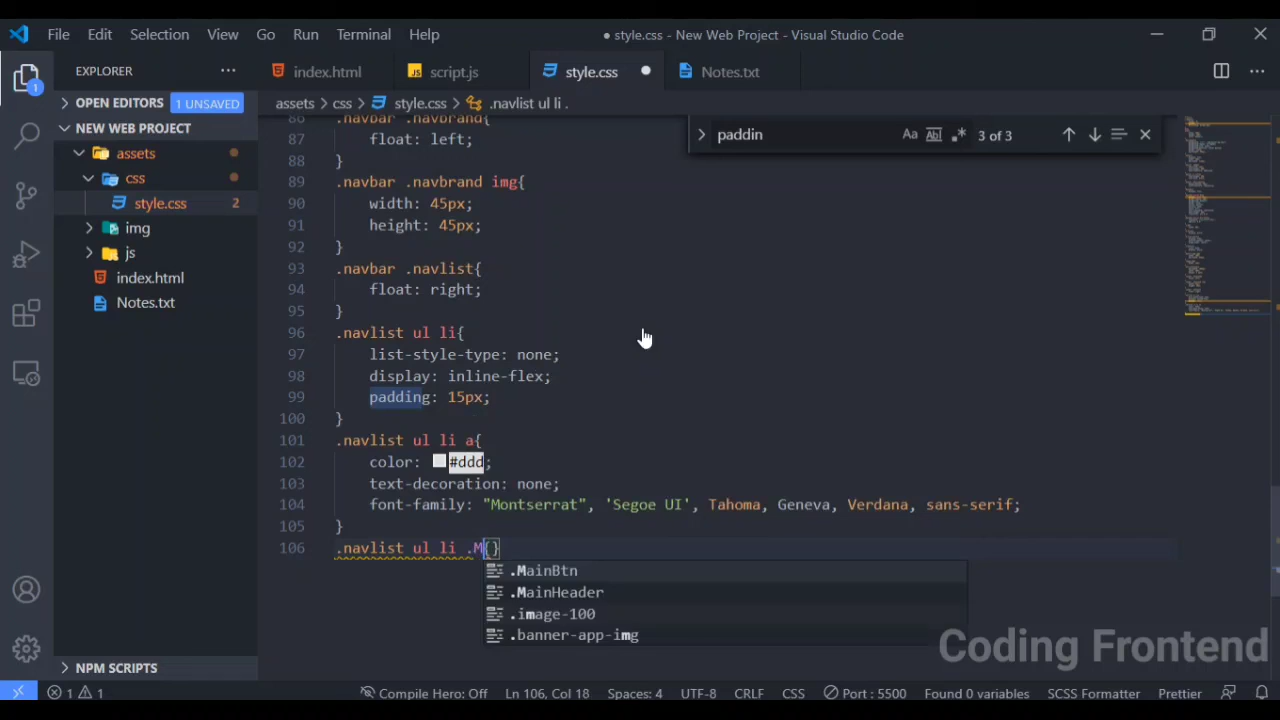 File Edit Selection View Go Run Terminal Help
● style.css - New Web Project - Visual Studio Code
EXPLORER
index.html
script.js
style.css
Notes.txt
OPEN EDITORS
1 UNSAVED
assets > css > style.css > .navlist ul li .
NEW WEB PROJECT
assets
css
style.css 2
img
js
index.html
Notes.txt
NPM SCRIPTS
1
paddin
Aa ab .* 3 of 3
86 .navbar .navbrand{
87 float: left;
88 }
89 .navbar .navbrand img{
90 width: 45px;
91 height: 45px;
92 }
93 .navbar .navlist{
94 float: right;
95 }
96 .navlist ul li{
97 list-style-type: none;
98 display: inline-flex;
99 padding: 15px;
100 }
101 .navlist ul li a{
102 color: #ddd;
103 text-decoration: none;
104 font-family: "Montserrat", 'Segoe UI', Tahoma, Geneva, Verdana, sans-serif;
105 }
106 .navlist ul li .M{}
.MainBtn
.MainHeader
.image-100
.banner-app-img
Coding Frontend
1 1 Compile Hero: Off Ln 106, Col 18 Spaces: 4 UTF-8 CRLF CSS Port : 5500 Found 0 variables SCSS Formatter Prettier